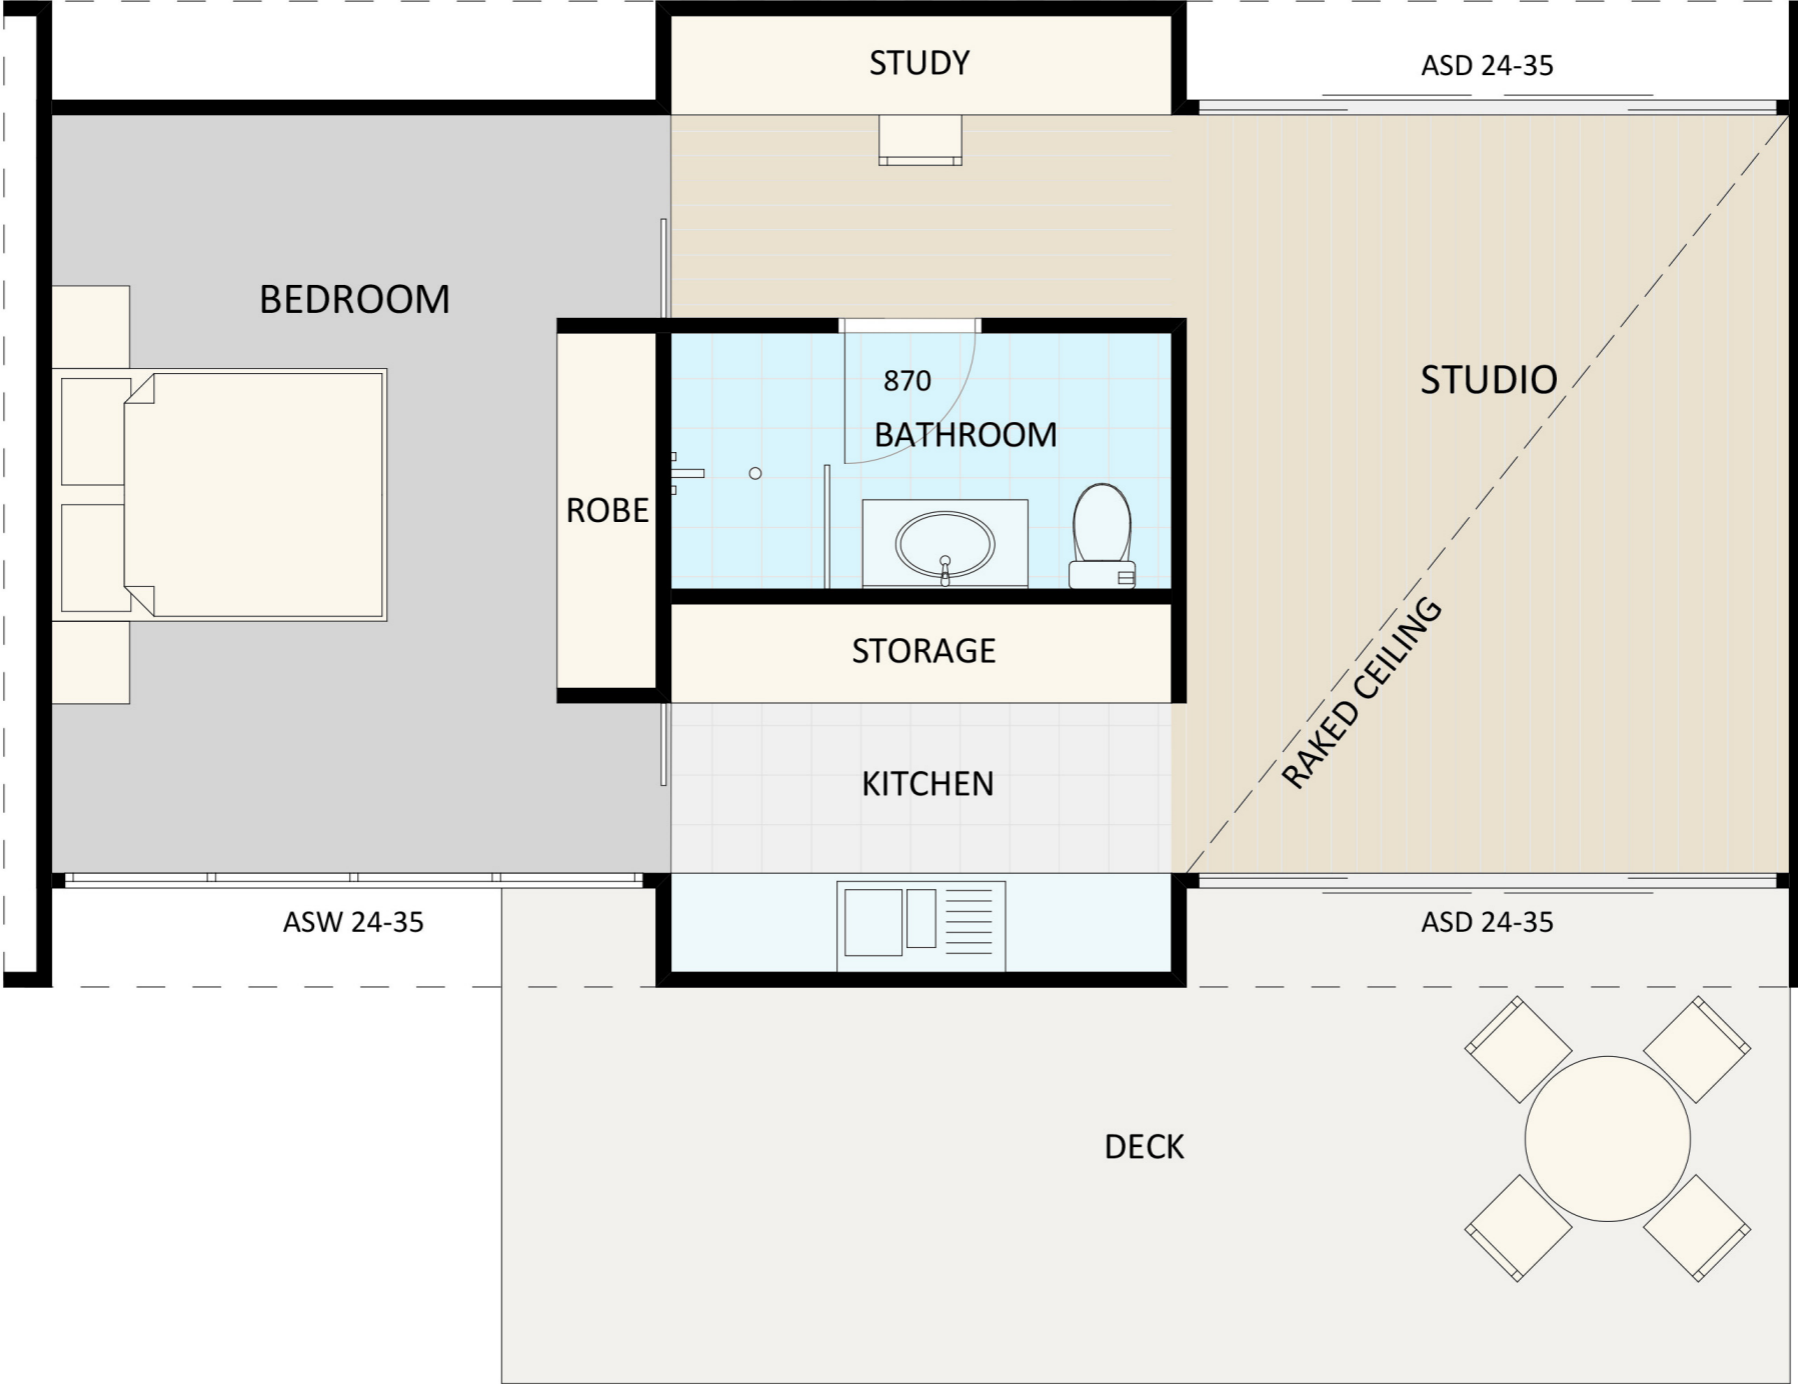 STUDY
ASD 24-35
BEDROOM
870
STUDIO
BATHROOM
ROBE
STORAGE
RAKED CEILING
KITCHEN
ASW 24-35
ASD 24-35
DECK